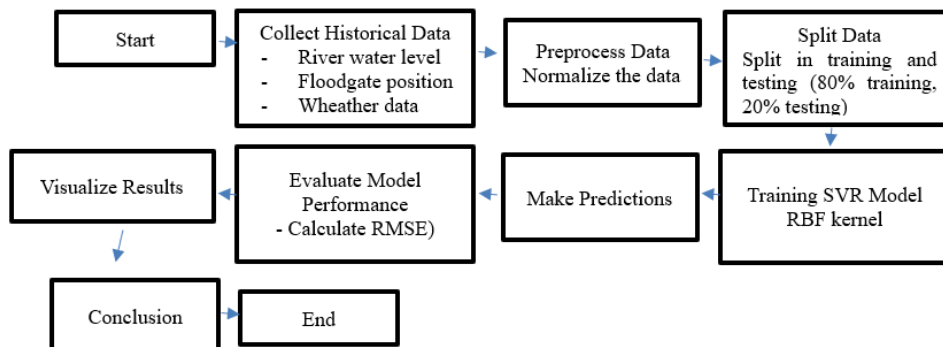 Start
Collect Historical Data
- River water level
- Floodgate position
- Wheather data
Preprocess Data
Normalize the data
Split Data
Split in training and
testing (80% training,
20% testing)
Training SVR Model
RBF kernel
Make Predictions
Evaluate Model
Performance
- Calculate RMSE)
Visualize Results
Conclusion
End